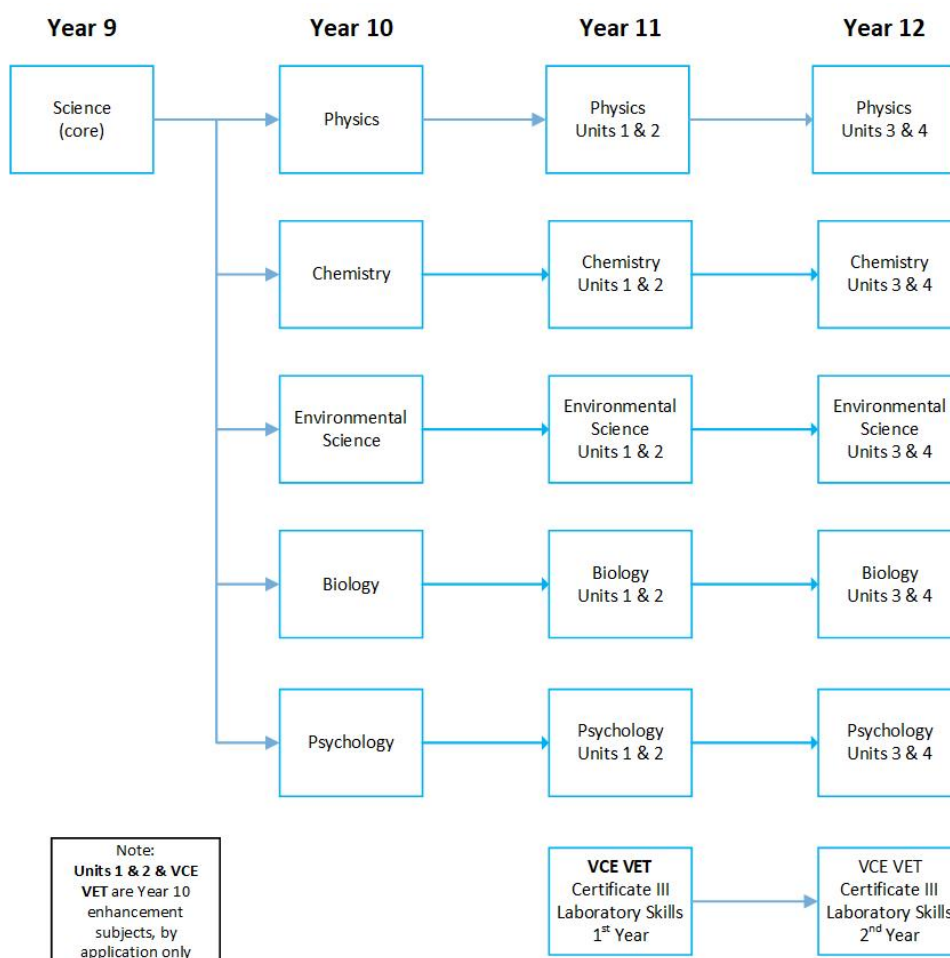 Year 9
Year 10
Year 11
Year 12
Science
(core)
Physics
Physics
Units 1 & 2
Physics
Units 3 & 4
Chemistry
Chemistry
Units 1 & 2
Chemistry
Units 3 & 4
Environmental
Science
Environmental
Science
Units 1 & 2
Environmental
Science
Units 3 & 4
Biology
Biology
Units 1 & 2
Biology
Units 3 & 4
Psychology
Psychology
Units 1 & 2
Psychology
Units 3 & 4
Note:
Units 1 & 2 & VCE
VET are Year 10
enhancement
subjects, by
application only
VCE VET
Certificate III
Laboratory Skills
1st Year
VCE VET
Certificate III
Laboratory Skills
2nd Year